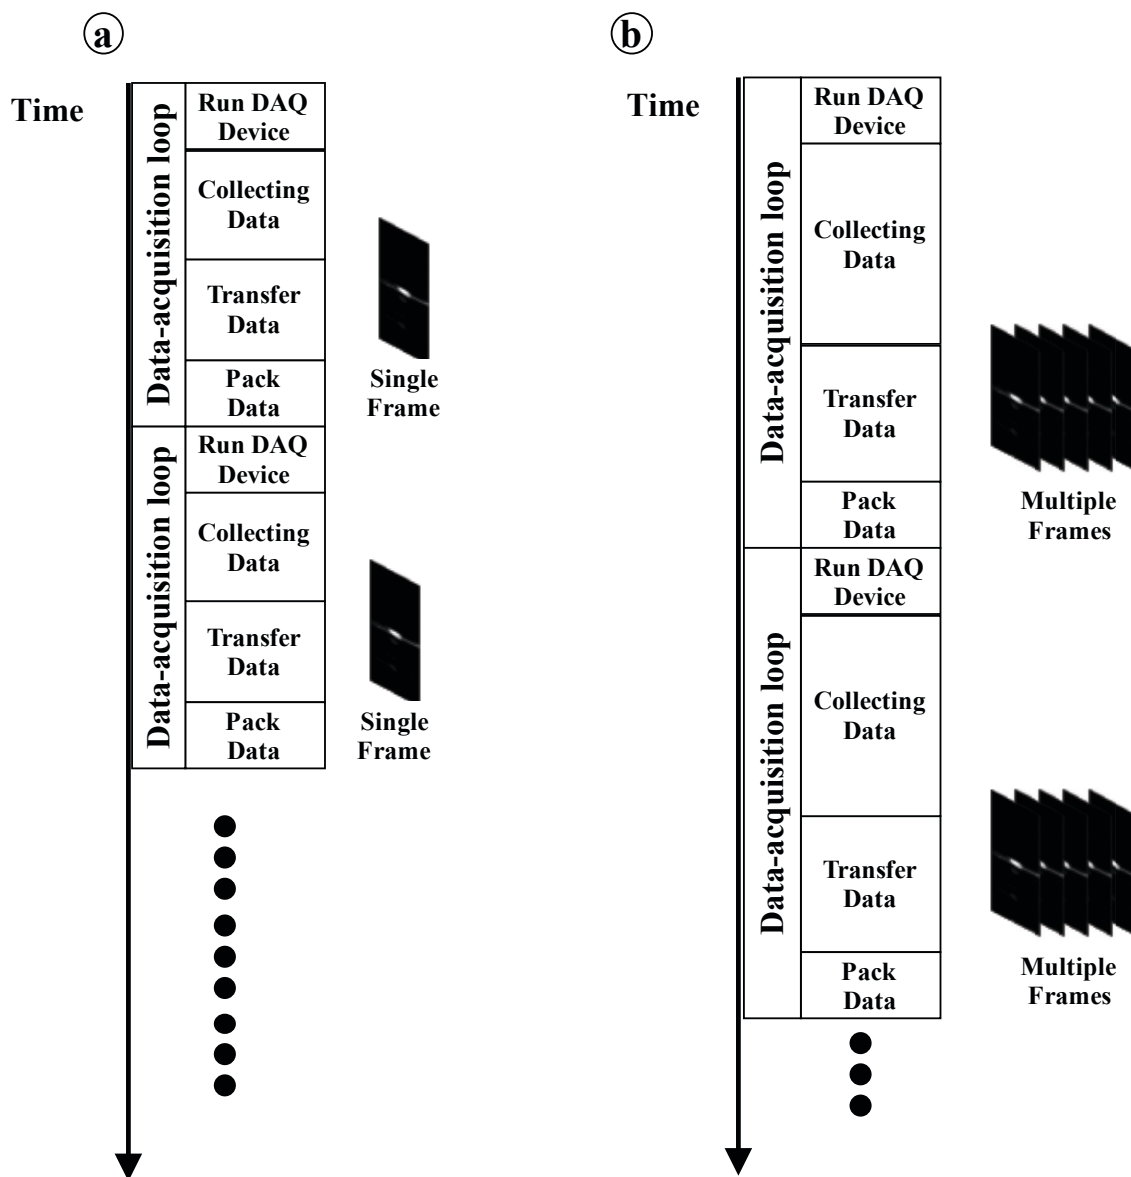 a
Time
Data-acquisition loop
Run DAQ
Device
Collecting
Data
Transfer
Data
Pack
Data
Single
Frame
Data-acquisition loop
Run DAQ
Device
Collecting
Data
Transfer
Data
Pack
Data
Single
Frame
b
Time
Data-acquisition loop
Run DAQ
Device
Collecting
Data
Transfer
Data
Pack
Data
Multiple
Frames
Data-acquisition loop
Run DAQ
Device
Collecting
Data
Transfer
Data
Pack
Data
Multiple
Frames